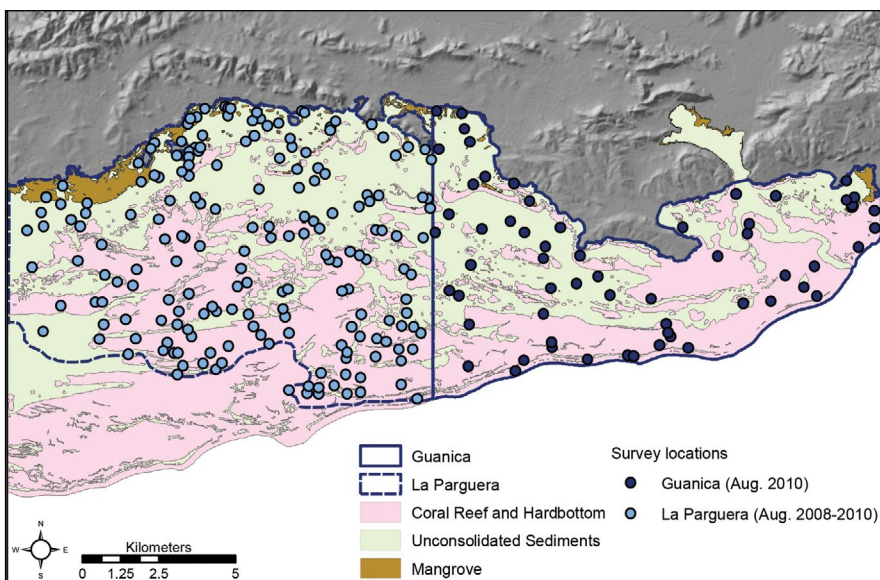 Guanica
La Parguera
Coral Reef and Hardbottom
Unconsolidated Sediments
Mangrove
Survey locations
Guanica (Aug. 2010)
La Parguera (Aug. 2008-2010)
N
W E
S
Kilometers
0 1.25 2.5 5